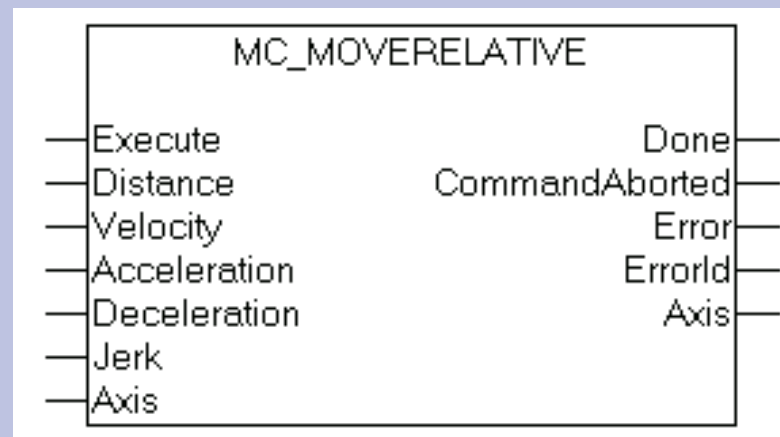 MC_MOVERELATIVE
Execute Done
Distance CommandAborted
Velocity Error
Acceleration ErrorId
Deceleration Axis
Jerk
Axis